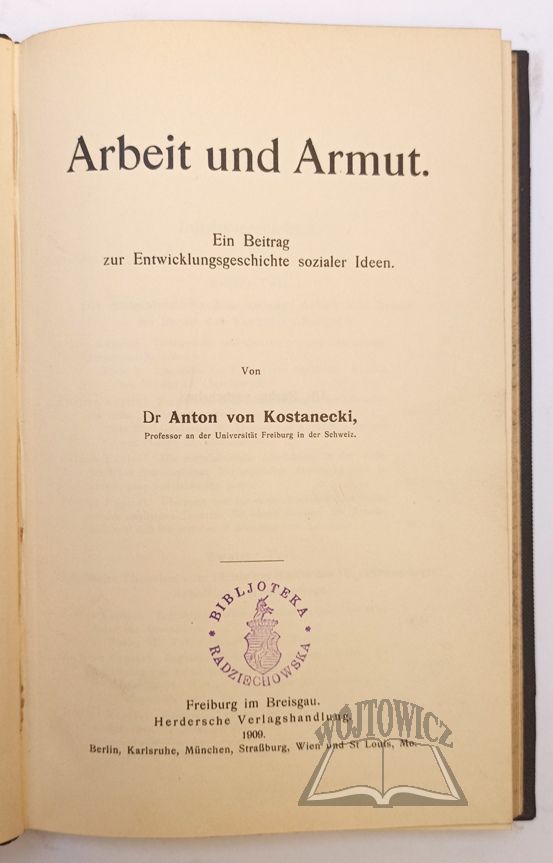 Arbeit und Armut.
Ein Beitrag
zur Entwicklungsgeschichte sozialer Ideen.
Von
Dr Anton von Kostanecki,
Professor an der Universität Freiburg in der Schweiz.
* BIBLJOTEKA *
RADZIECHOWSKA
Freiburg im Breisgau.
Herdersche Verlagshandlung.
1909.
Berlin, Karlsruhe, München, Straßburg, Wien und St Louis, Mo.
WÓJTOWICZ